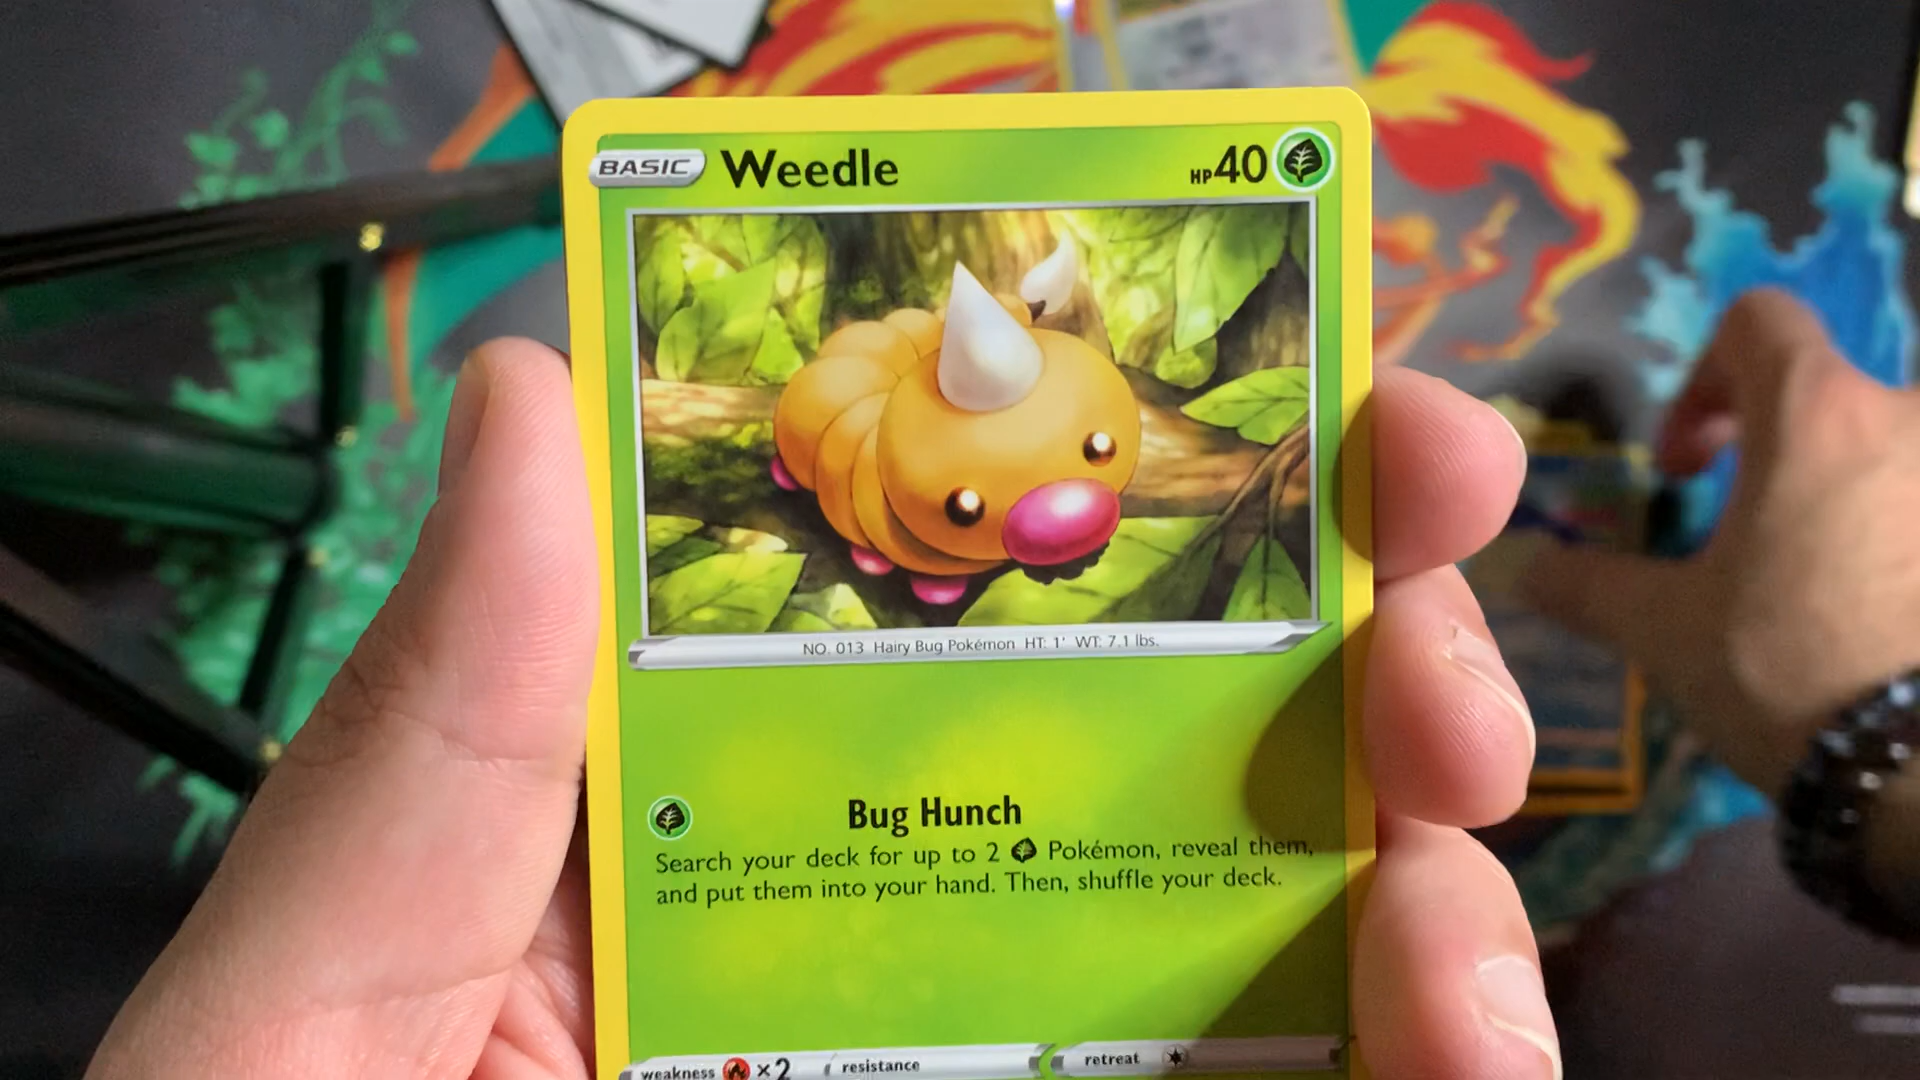 BASIC Weedle HP 40
NO. 013 Hairy Bug Pokémon HT: 1' WT: 7.1 lbs.
Bug Hunch
Search your deck for up to 2 Pokémon, reveal them,
and put them into your hand. Then, shuffle your deck.
weakness ×2 resistance retreat